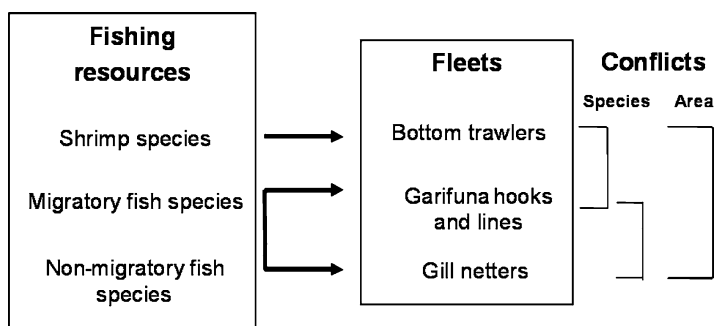 Fishing
resources
Shrimp species
Migratory fish species
Non-migratory fish
species
Fleets
Bottom trawlers
Garifuna hooks
and lines
Gill netters
Conflicts
Species Area